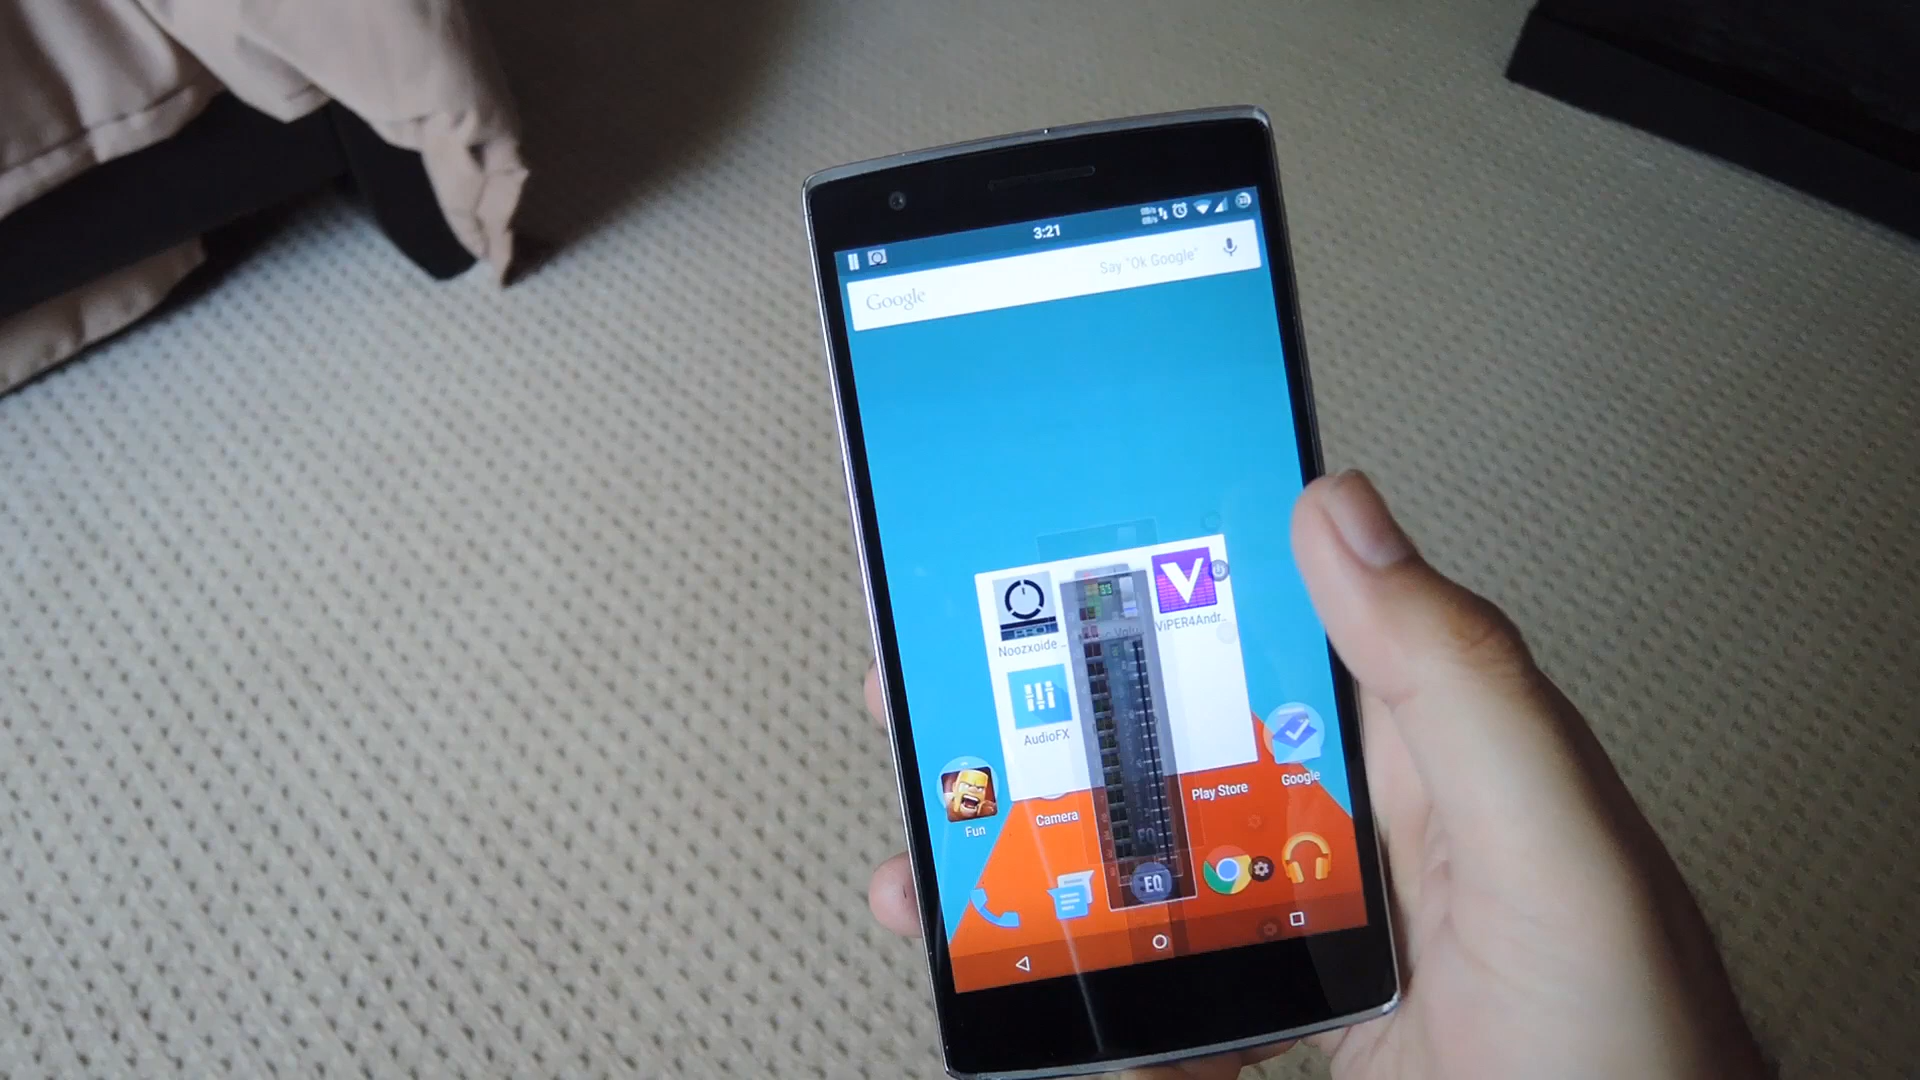 3:21
Google
Say "Ok Google"
Noozxoide ..
ViPER4Andr..
AudioFX
Fun
Camera
Play Store
Google
EQ